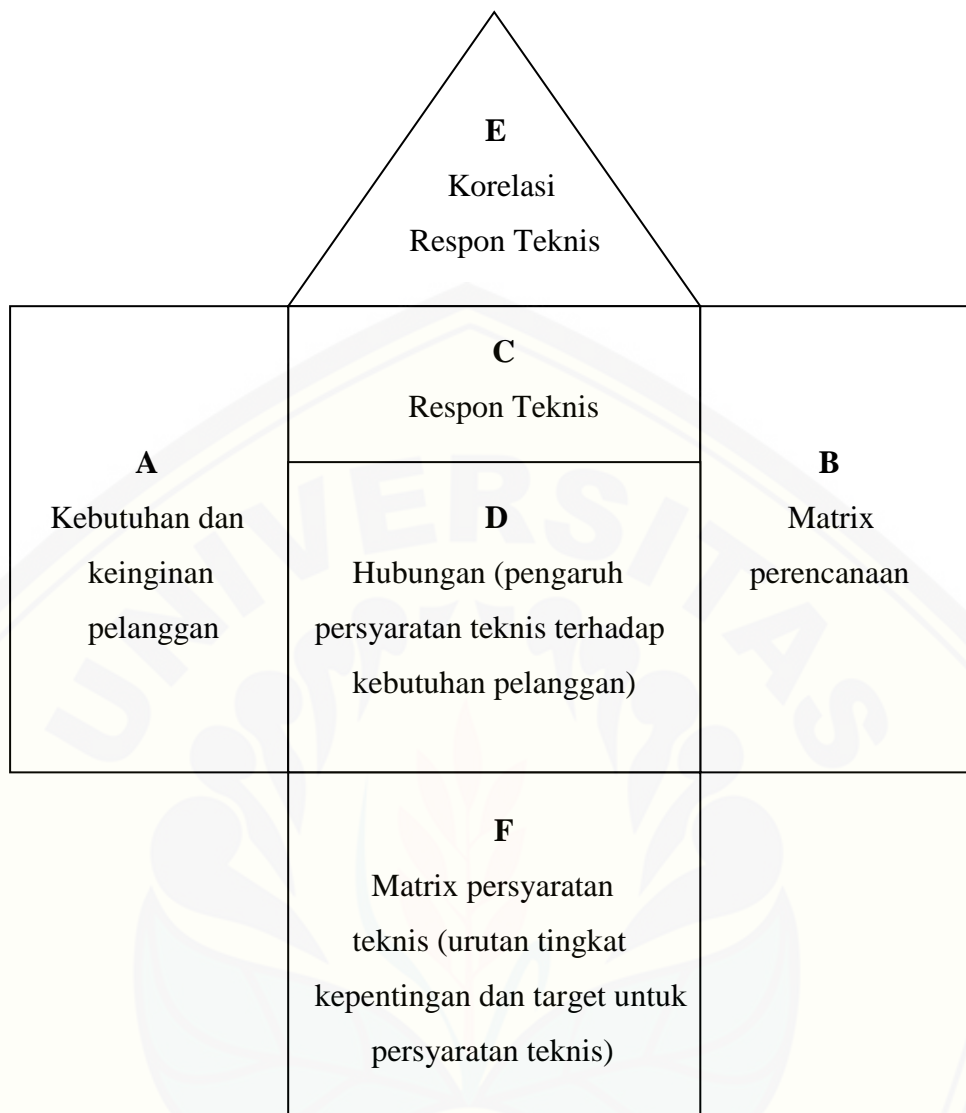 E
Korelasi
Respon Teknis
C
Respon Teknis
A
Kebutuhan dan
keinginan
pelanggan
D
Hubungan (pengaruh
persyaratan teknis terhadap
kebutuhan pelanggan)
B
Matrix
perencanaan
F
Matrix persyaratan
teknis (urutan tingkat
kepentingan dan target untuk
persyaratan teknis)
UNIVERSITAS